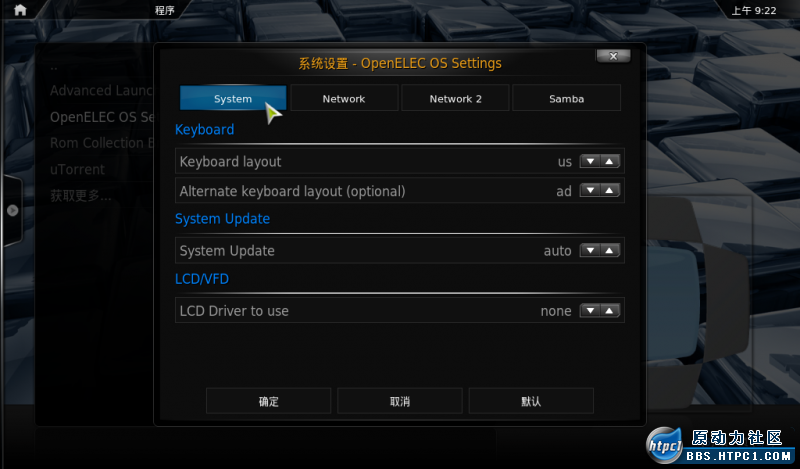 程序
上午 9:22
系统设置 - OpenELEC OS Settings
..
Advanced Launc
OpenELEC OS Se
Rom Collection B
uTorrent
获取更多...
System
Network
Network 2
Samba
Keyboard
Keyboard layout
us
Alternate keyboard layout (optional)
ad
System Update
System Update
auto
LCD/VFD
LCD Driver to use
none
确定
取消
默认
htpc1
原动力社区
BBS.HTPC1.COM